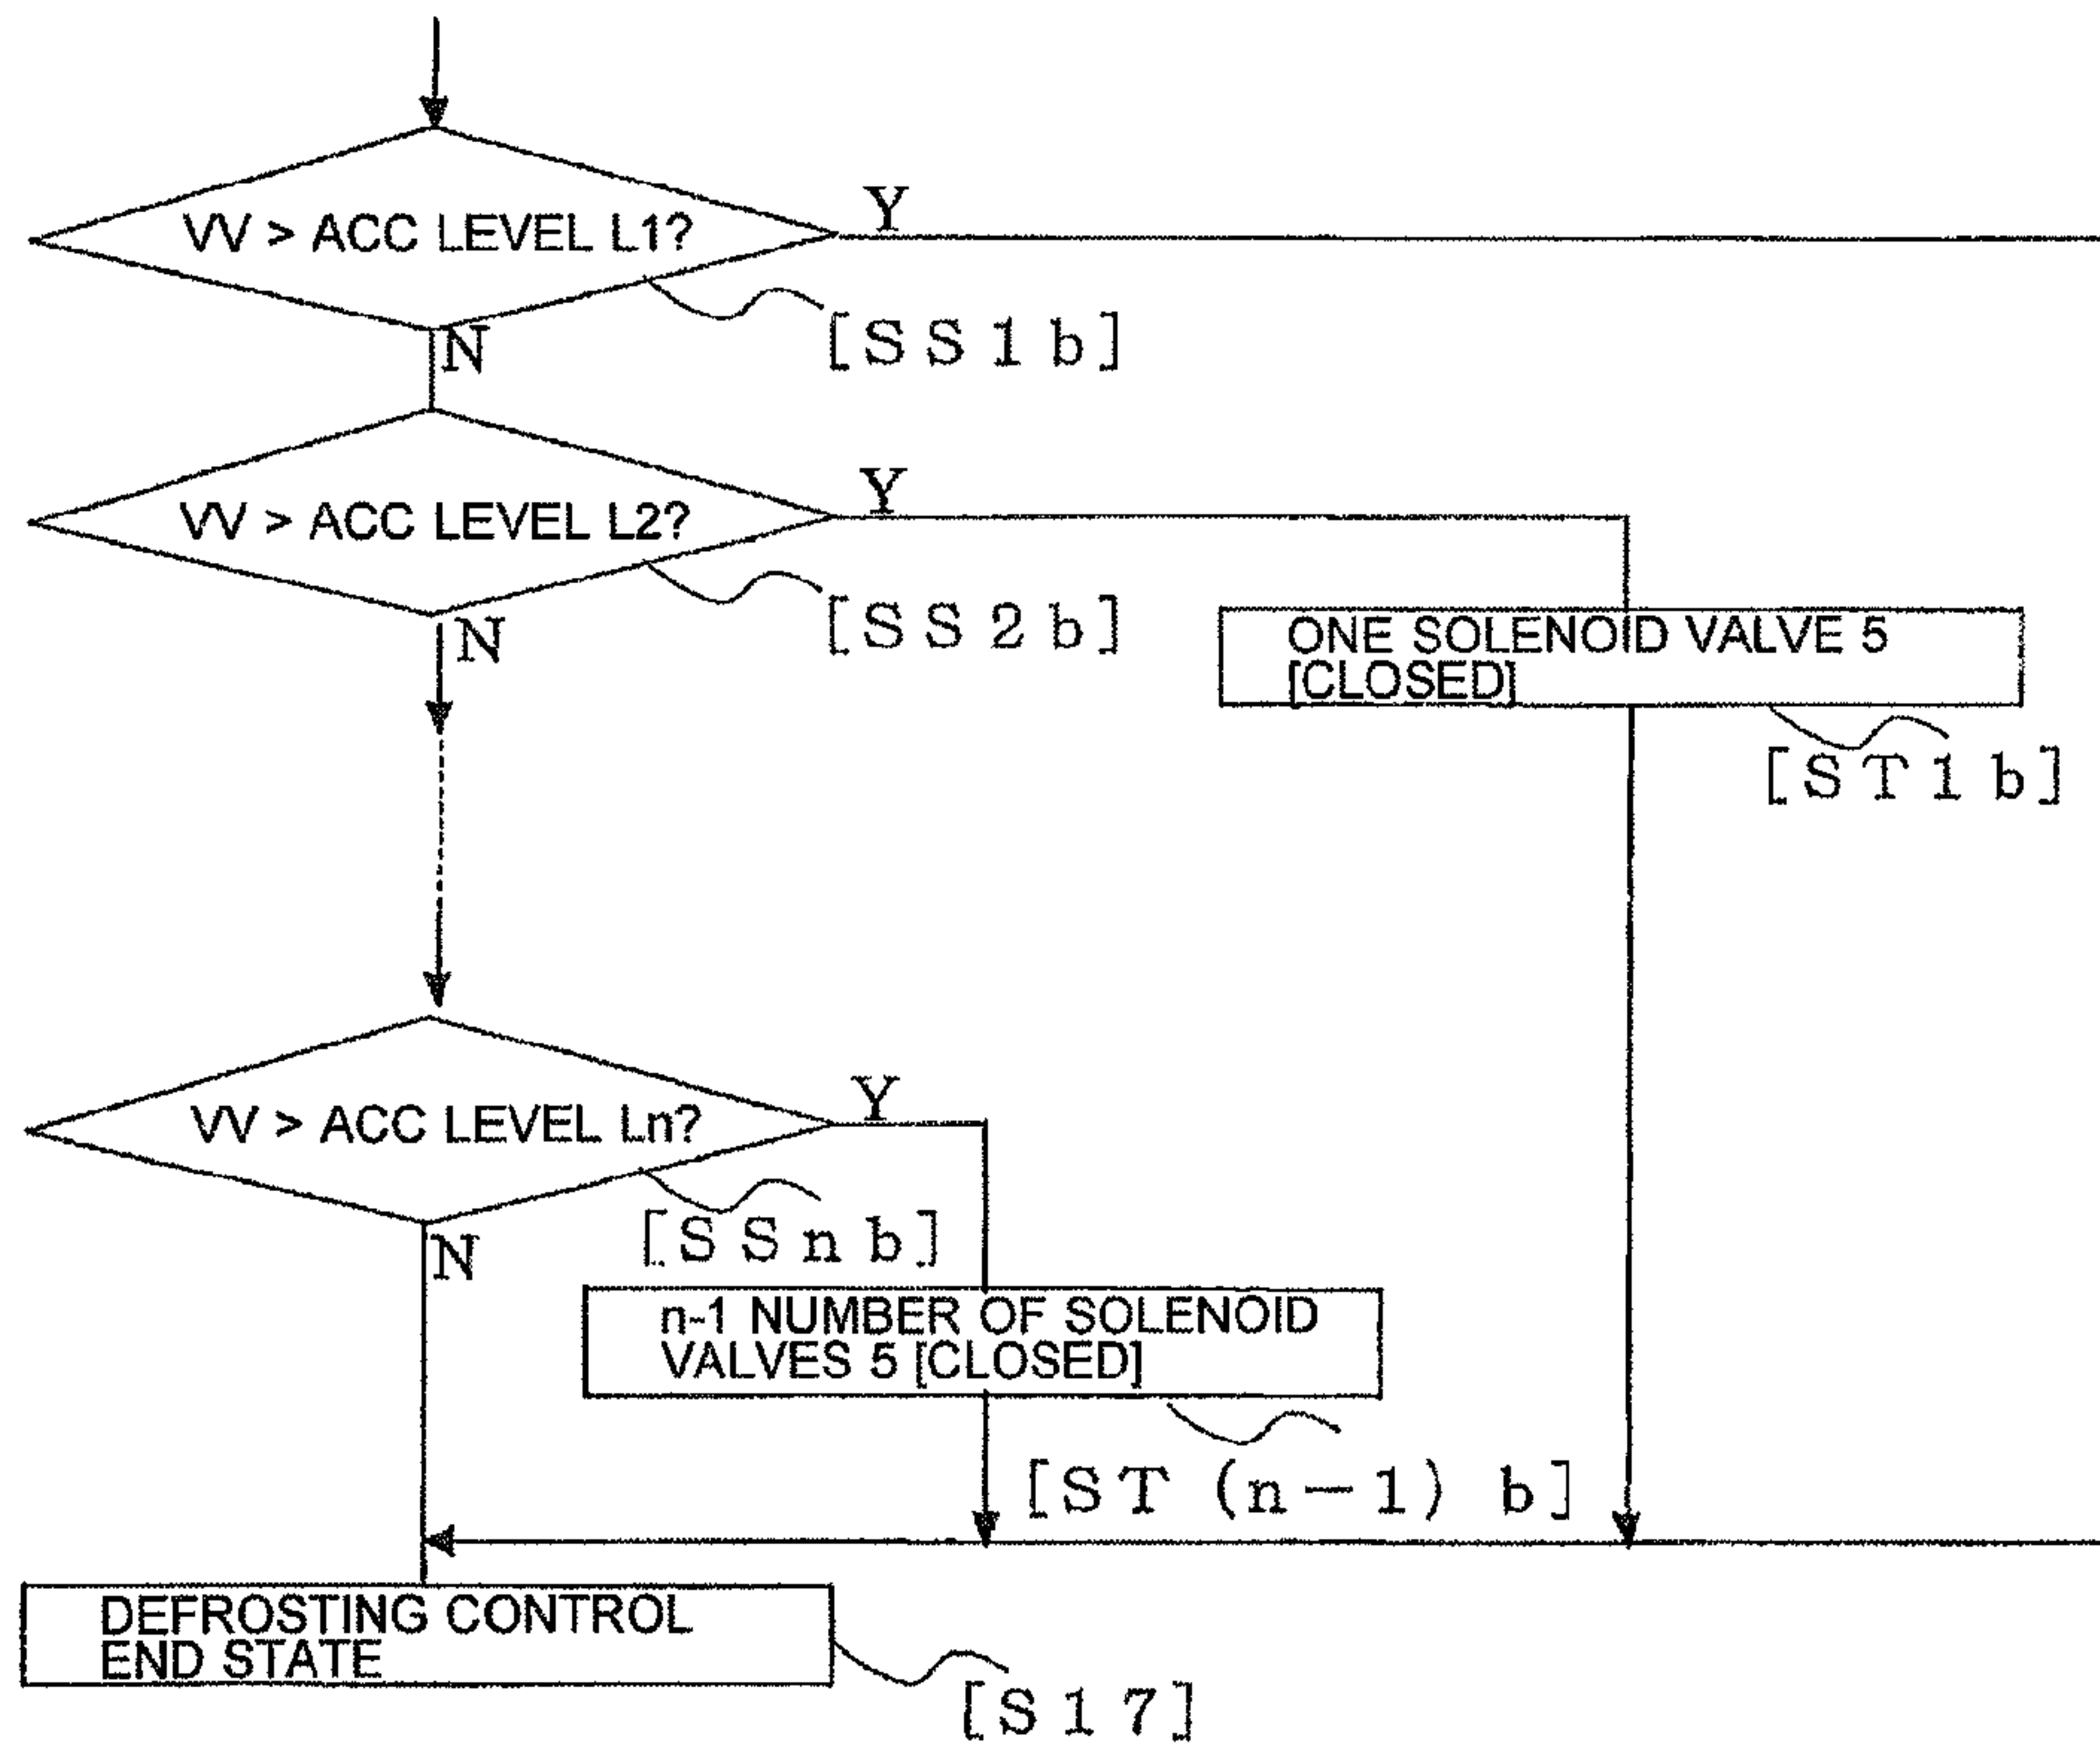 VV > ACC LEVEL L1?
Y
[SS1b]
N
VV > ACC LEVEL L2?
Y
[SS2b]
N
ONE SOLENOID VALVE 5
[CLOSED]
[ST1b]
VV > ACC LEVEL Ln?
Y
[SSnb]
N
n-1 NUMBER OF SOLENOID
VALVES 5 [CLOSED]
[ST (n-1) b]
DEFROSTING CONTROL
END STATE
[S17]